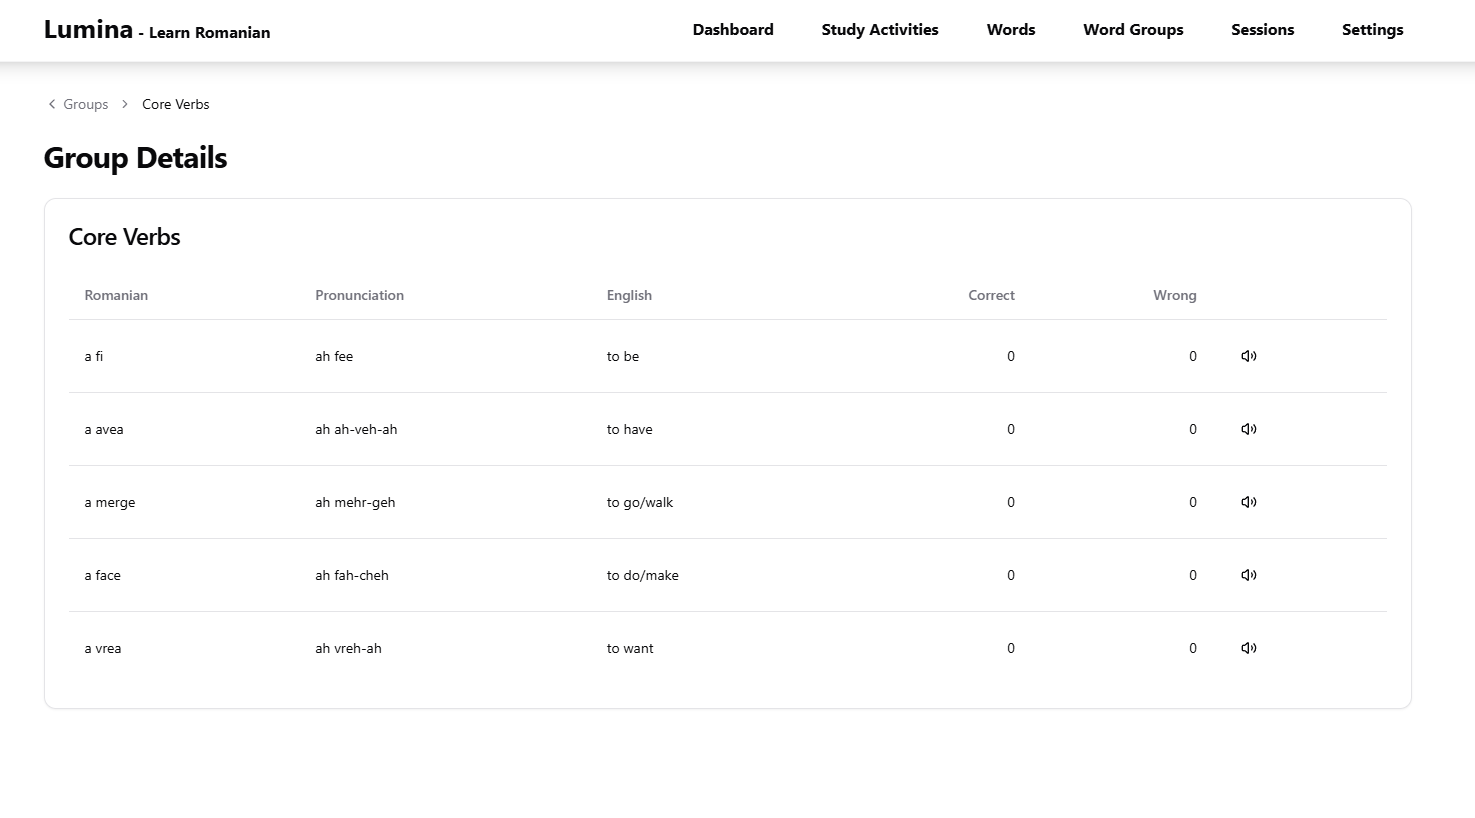 Lumina - Learn Romanian Dashboard Study Activities Words Word Groups Sessions Settings
Groups Core Verbs
Group Details
Core Verbs
Romanian Pronunciation English Correct Wrong
a fi ah fee to be 0 0
a avea ah ah-veh-ah to have 0 0
a merge ah mehr-geh to go/walk 0 0
a face ah fah-cheh to do/make 0 0
a vrea ah vreh-ah to want 0 0